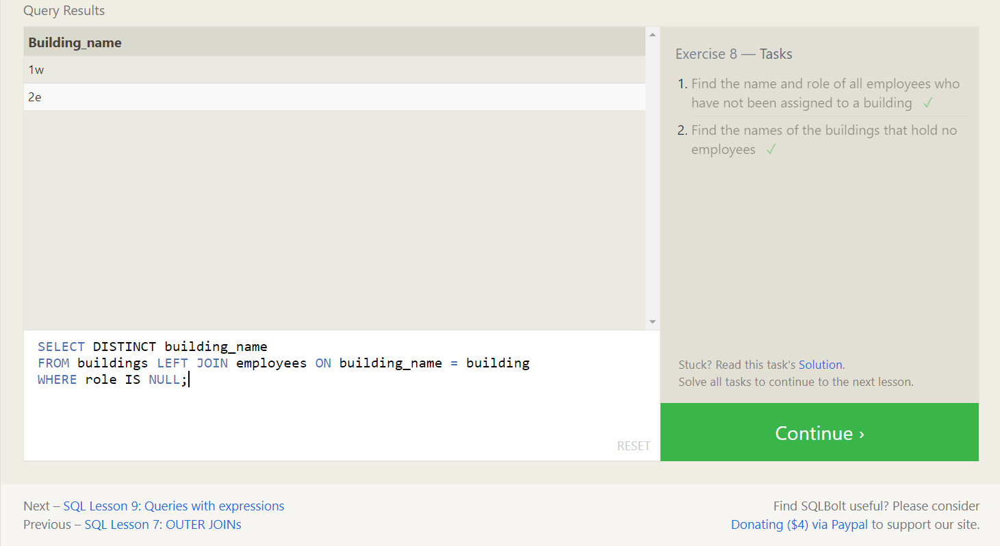 Query Results
Building_name
1w
2e
SELECT DISTINCT building_name
FROM buildings LEFT JOIN employees ON building_name = building
WHERE role IS NULL;
RESET
Exercise 8 — Tasks
1. Find the name and role of all employees who
have not been assigned to a building ✓
2. Find the names of the buildings that hold no
employees ✓
Stuck? Read this task's Solution.
Solve all tasks to continue to the next lesson.
Continue ›
Next – SQL Lesson 9: Queries with expressions
Previous – SQL Lesson 7: OUTER JOINs
Find SQLBolt useful? Please consider
Donating ($4) via Paypal to support our site.